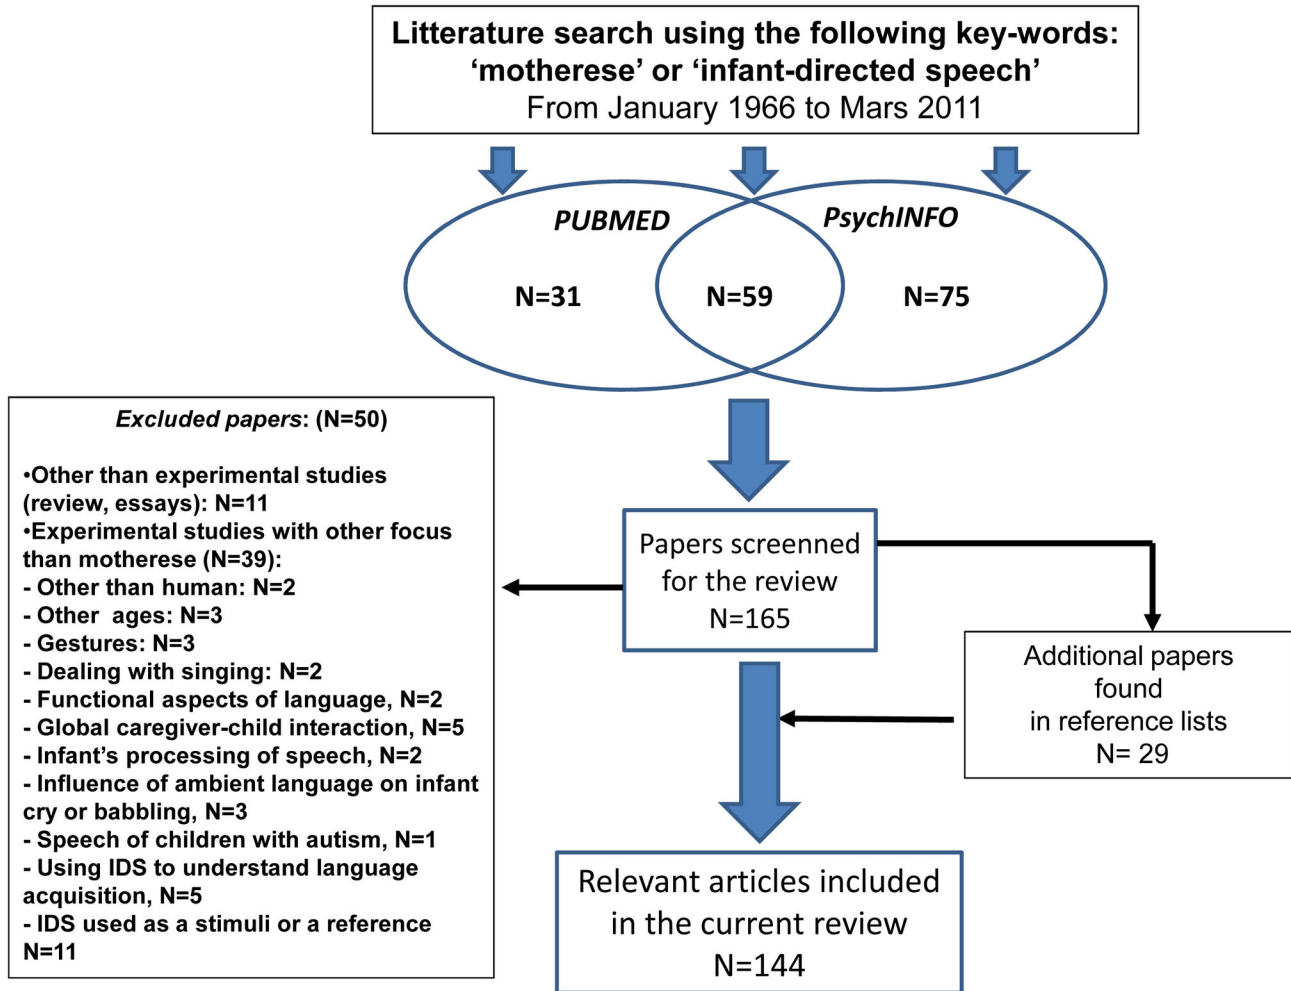 Litterature search using the following key-words:
‘motherese’ or ‘infant-directed speech’
From January 1966 to Mars 2011
PUBMED
PsychINFO
N=31
N=59
N=75
Excluded papers: (N=50)
•Other than experimental studies
(review, essays): N=11
•Experimental studies with other focus
than motherese (N=39):
- Other than human: N=2
- Other  ages: N=3
- Gestures: N=3
- Dealing with singing: N=2
- Functional aspects of language, N=2
- Global caregiver-child interaction, N=5
- Infant’s processing of speech, N=2
- Influence of ambient language on infant
cry or babbling, N=3
- Speech of children with autism, N=1
- Using IDS to understand language
acquisition, N=5
- IDS used as a stimuli or a reference
N=11
Papers screenned
for the review
N=165
Additional papers
found
in reference lists
N= 29
Relevant articles included
in the current review
N=144